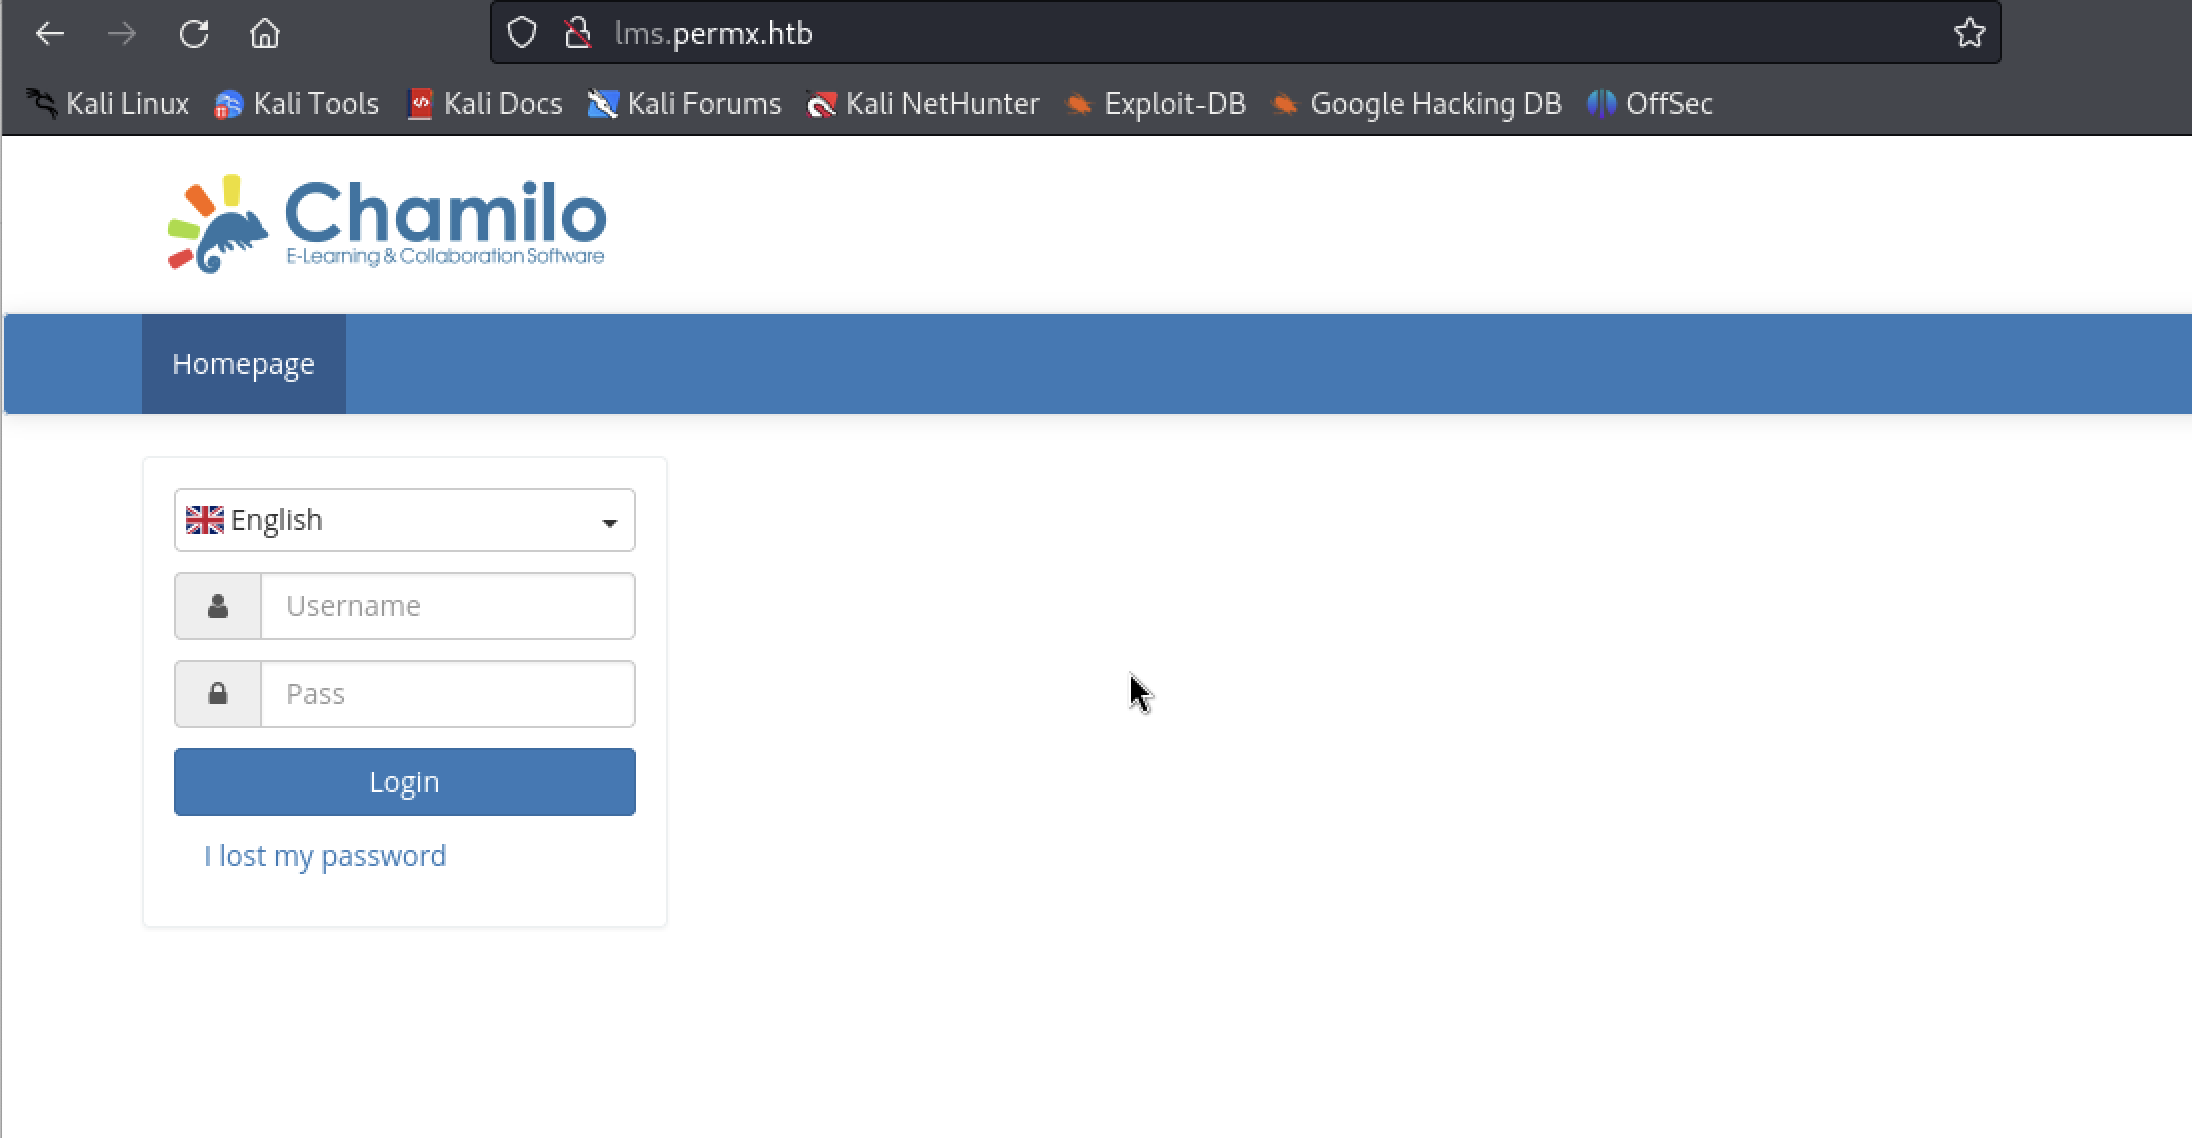 lms.permx.htb
Kali Linux Kali Tools Kali Docs Kali Forums Kali NetHunter Exploit-DB Google Hacking DB OffSec
Chamilo
E-Learning & Collaboration Software
Homepage
English
Username
Pass
Login
I lost my password